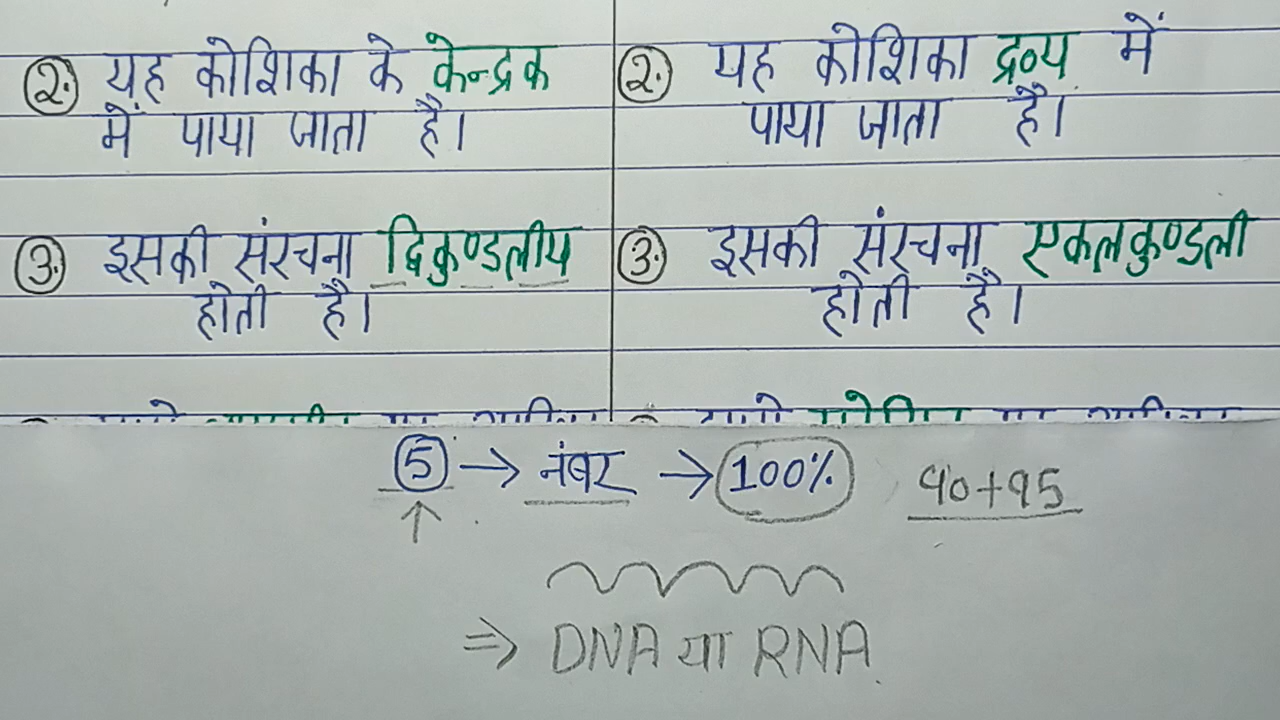 2. यह कोशिका के केन्द्रक
में पाया जाता है।
3. इसकी संरचना द्विकुण्डलीय
होती है।
2. यह कोशिका द्रव्य में
पाया जाता है।
3. इसकी संरचना एकलकुण्डली
होती है।
5 → नंबर → 100% 90+95
⇒ DNA या RNA